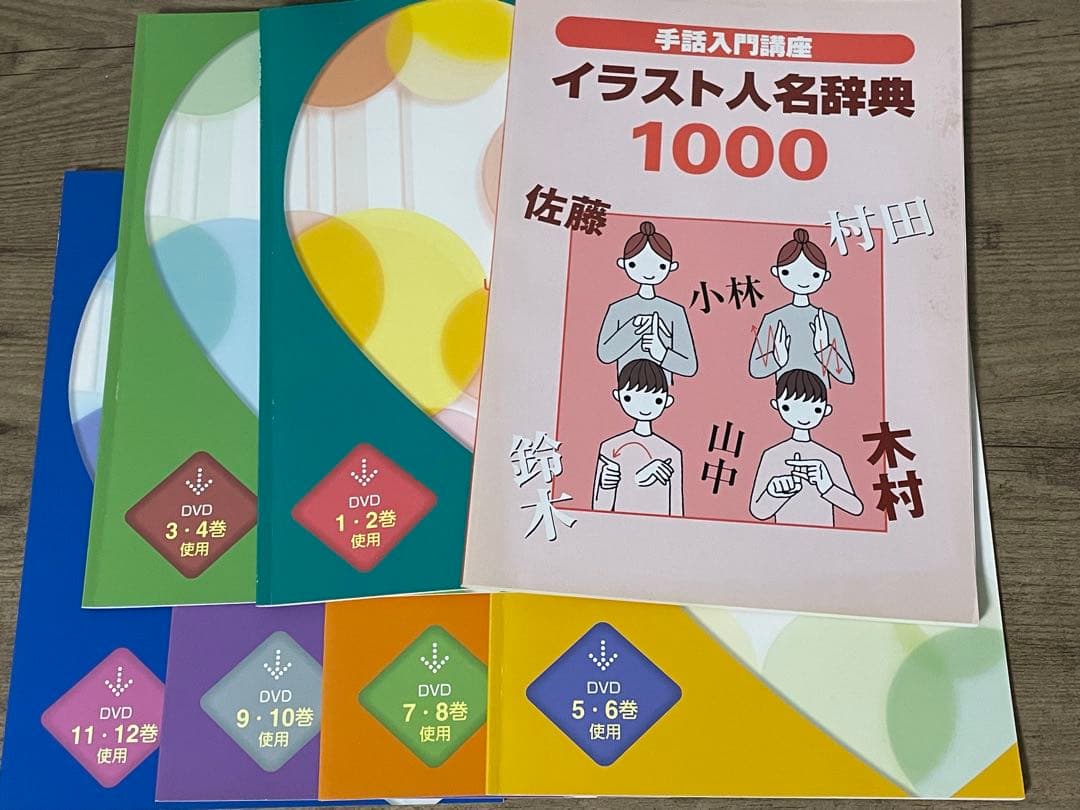 手話入門講座
イラスト人名辞典
1000
佐藤
村田
小林
鈴木
山中
木村
DVD
3・4巻
使用
DVD
1・2巻
使用
DVD
11・12巻
使用
DVD
9・10巻
使用
DVD
7・8巻
使用
DVD
5・6巻
使用